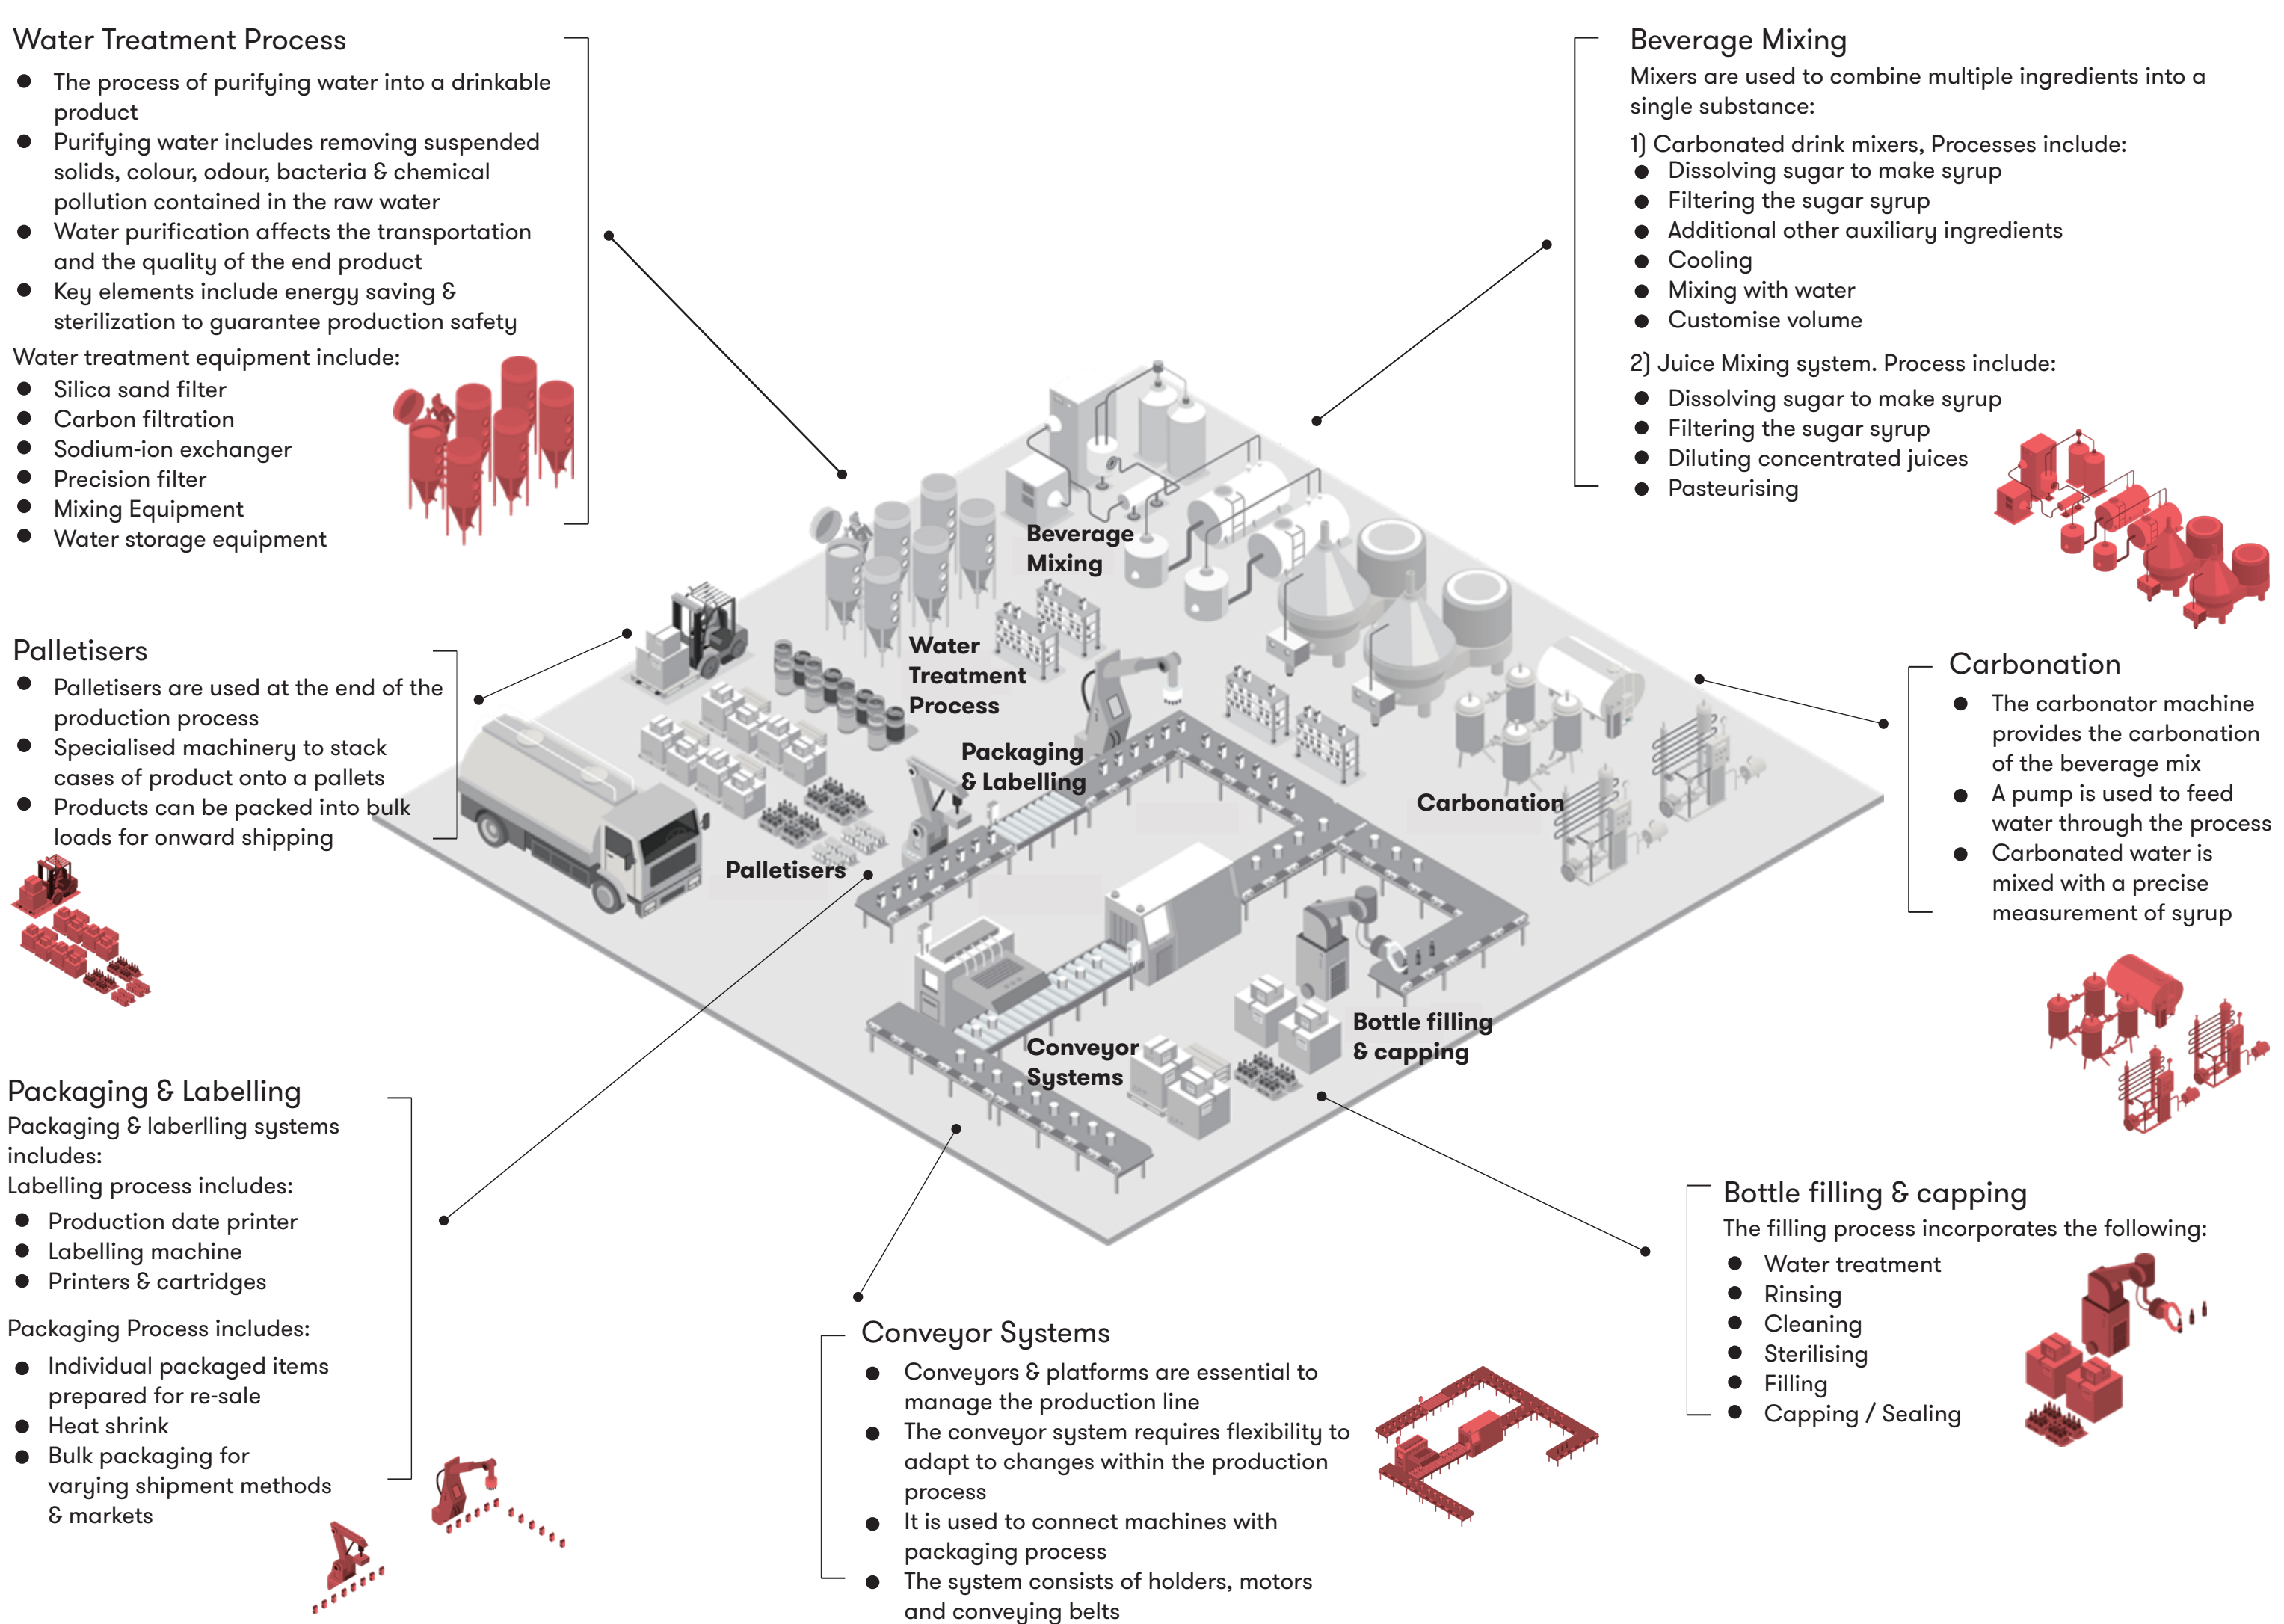 Water Treatment Process
● The process of purifying water into a drinkable
product
● Purifying water includes removing suspended
solids, colour, odour, bacteria & chemical
pollution contained in the raw water
● Water purification affects the transportation
and the quality of the end product
● Key elements include energy saving &
sterilization to guarantee production safety
Water treatment equipment include:
● Silica sand filter
● Carbon filtration
● Sodium-ion exchanger
● Precision filter
● Mixing Equipment
● Water storage equipment
Beverage Mixing
Mixers are used to combine multiple ingredients into a
single substance:
1) Carbonated drink mixers, Processes include:
● Dissolving sugar to make syrup
● Filtering the sugar syrup
● Additional other auxiliary ingredients
● Cooling
● Mixing with water
● Customise volume
2) Juice Mixing system. Process include:
● Dissolving sugar to make syrup
● Filtering the sugar syrup
● Diluting concentrated juices
● Pasteurising
Beverage
Mixing
Water
Treatment
Process
Packaging
& Labelling
Carbonation
Palletisers
Bottle filling
& capping
Conveyor
Systems
Palletisers
● Palletisers are used at the end of the
production process
● Specialised machinery to stack
cases of product onto a pallets
● Products can be packed into bulk
loads for onward shipping
Carbonation
● The carbonator machine
provides the carbonation
of the beverage mix
● A pump is used to feed
water through the process
● Carbonated water is
mixed with a precise
measurement of syrup
Packaging & Labelling
Packaging & laberlling systems
includes:
Labelling process includes:
● Production date printer
● Labelling machine
● Printers & cartridges
Packaging Process includes:
● Individual packaged items
prepared for re-sale
● Heat shrink
● Bulk packaging for
varying shipment methods
& markets
Conveyor Systems
● Conveyors & platforms are essential to
manage the production line
● The conveyor system requires flexibility to
adapt to changes within the production
process
● It is used to connect machines with
packaging process
● The system consists of holders, motors
and conveying belts
Bottle filling & capping
The filling process incorporates the following:
● Water treatment
● Rinsing
● Cleaning
● Sterilising
● Filling
● Capping / Sealing